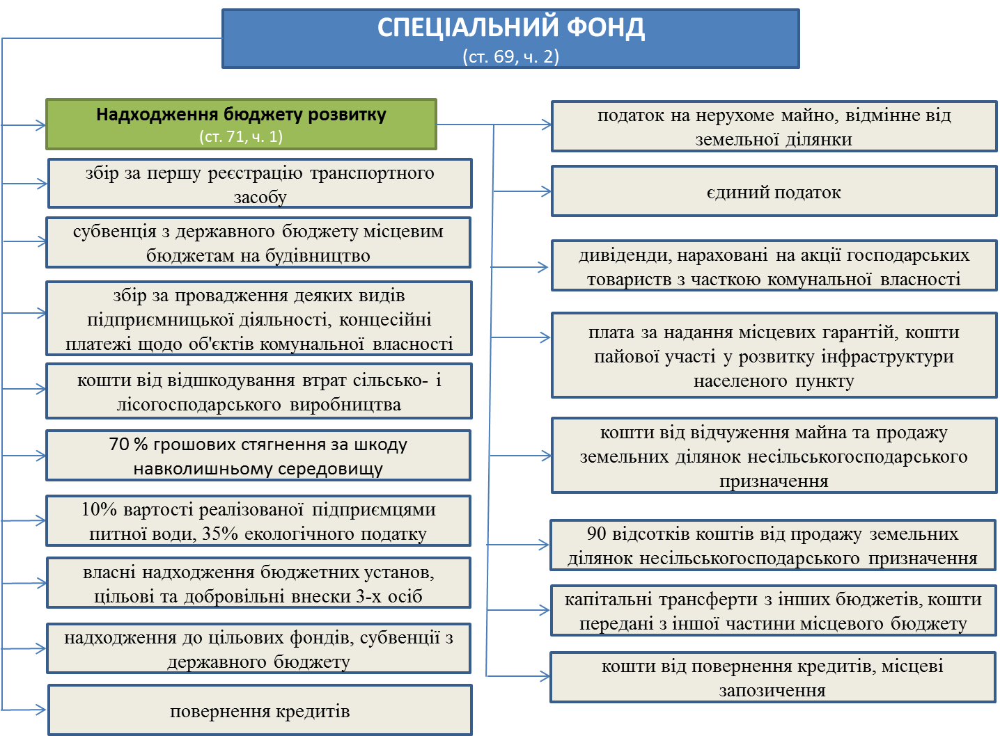 СПЕЦІАЛЬНИЙ ФОНД
(ст. 69, ч. 2)
Надходження бюджету розвитку
(ст. 71, ч. 1)
збір за першу реєстрацію транспортного
засобу
субвенція з державного бюджету місцевим
бюджетам на будівництво
збір за провадження деяких видів
підприємницької діяльності, концесійні
платежі щодо об'єктів комунальної власності
кошти від відшкодування втрат сільсько- і
лісогосподарського виробництва
70 % грошових стягнення за шкоду
навколишньому середовищу
10% вартості реалізованої підприємцями
питної води, 35% екологічного податку
власні надходження бюджетних установ,
цільові та добровільні внески 3-х осіб
надходження до цільових фондів, субвенції з
державного бюджету
повернення кредитів
податок на нерухоме майно, відмінне від
земельної ділянки
єдиний податок
дивіденди, нараховані на акції господарських
товариств з часткою комунальної власності
плата за надання місцевих гарантій, кошти
пайової участі у розвитку інфраструктури
населеного пункту
кошти від відчуження майна та продажу
земельних ділянок несільськогосподарського
призначення
90 відсотків коштів від продажу земельних
ділянок несільськогосподарського призначення
капітальні трансферти з інших бюджетів, кошти
передані з іншої частини місцевого бюджету
кошти від повернення кредитів, місцеві
запозичення